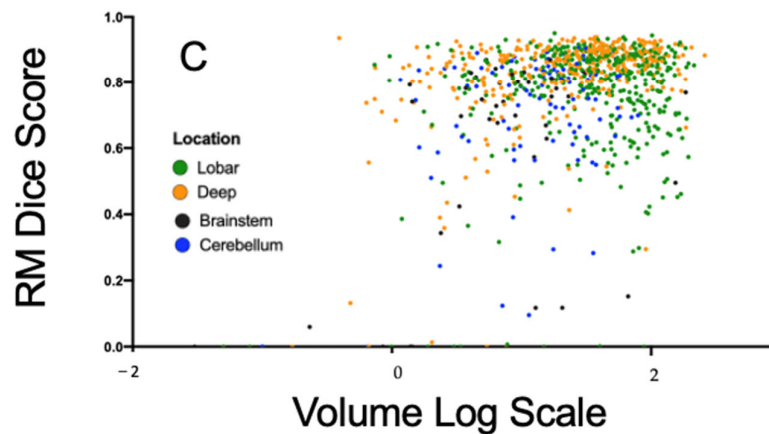 C
RM Dice Score
1.0
0.8
0.6
0.4
0.2
0.0
Location
Lobar
Deep
Brainstem
Cerebellum
−2
0
2
Volume Log Scale